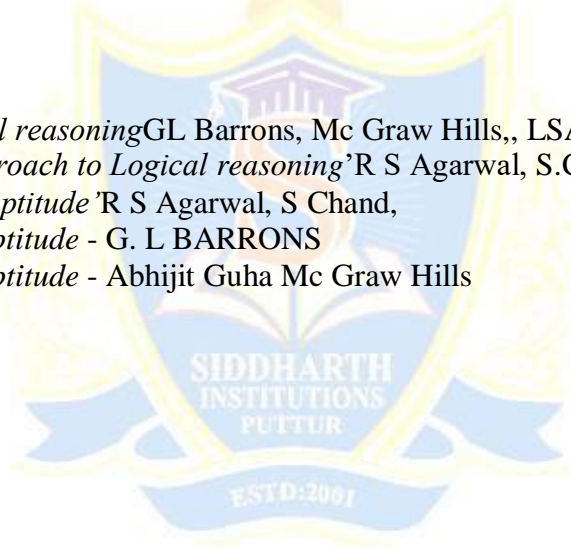 l reasoningGL Barrons, Mc Graw Hills,, LSA
roach to Logical reasoning’R S Agarwal, S.C
ptitude’R S Agarwal, S Chand,
ptitude - G. L BARRONS
ptitude - Abhijit Guha Mc Graw Hills
SIDDHARTH
INSTITUTIONS
PUTTUR
ESTD:2001